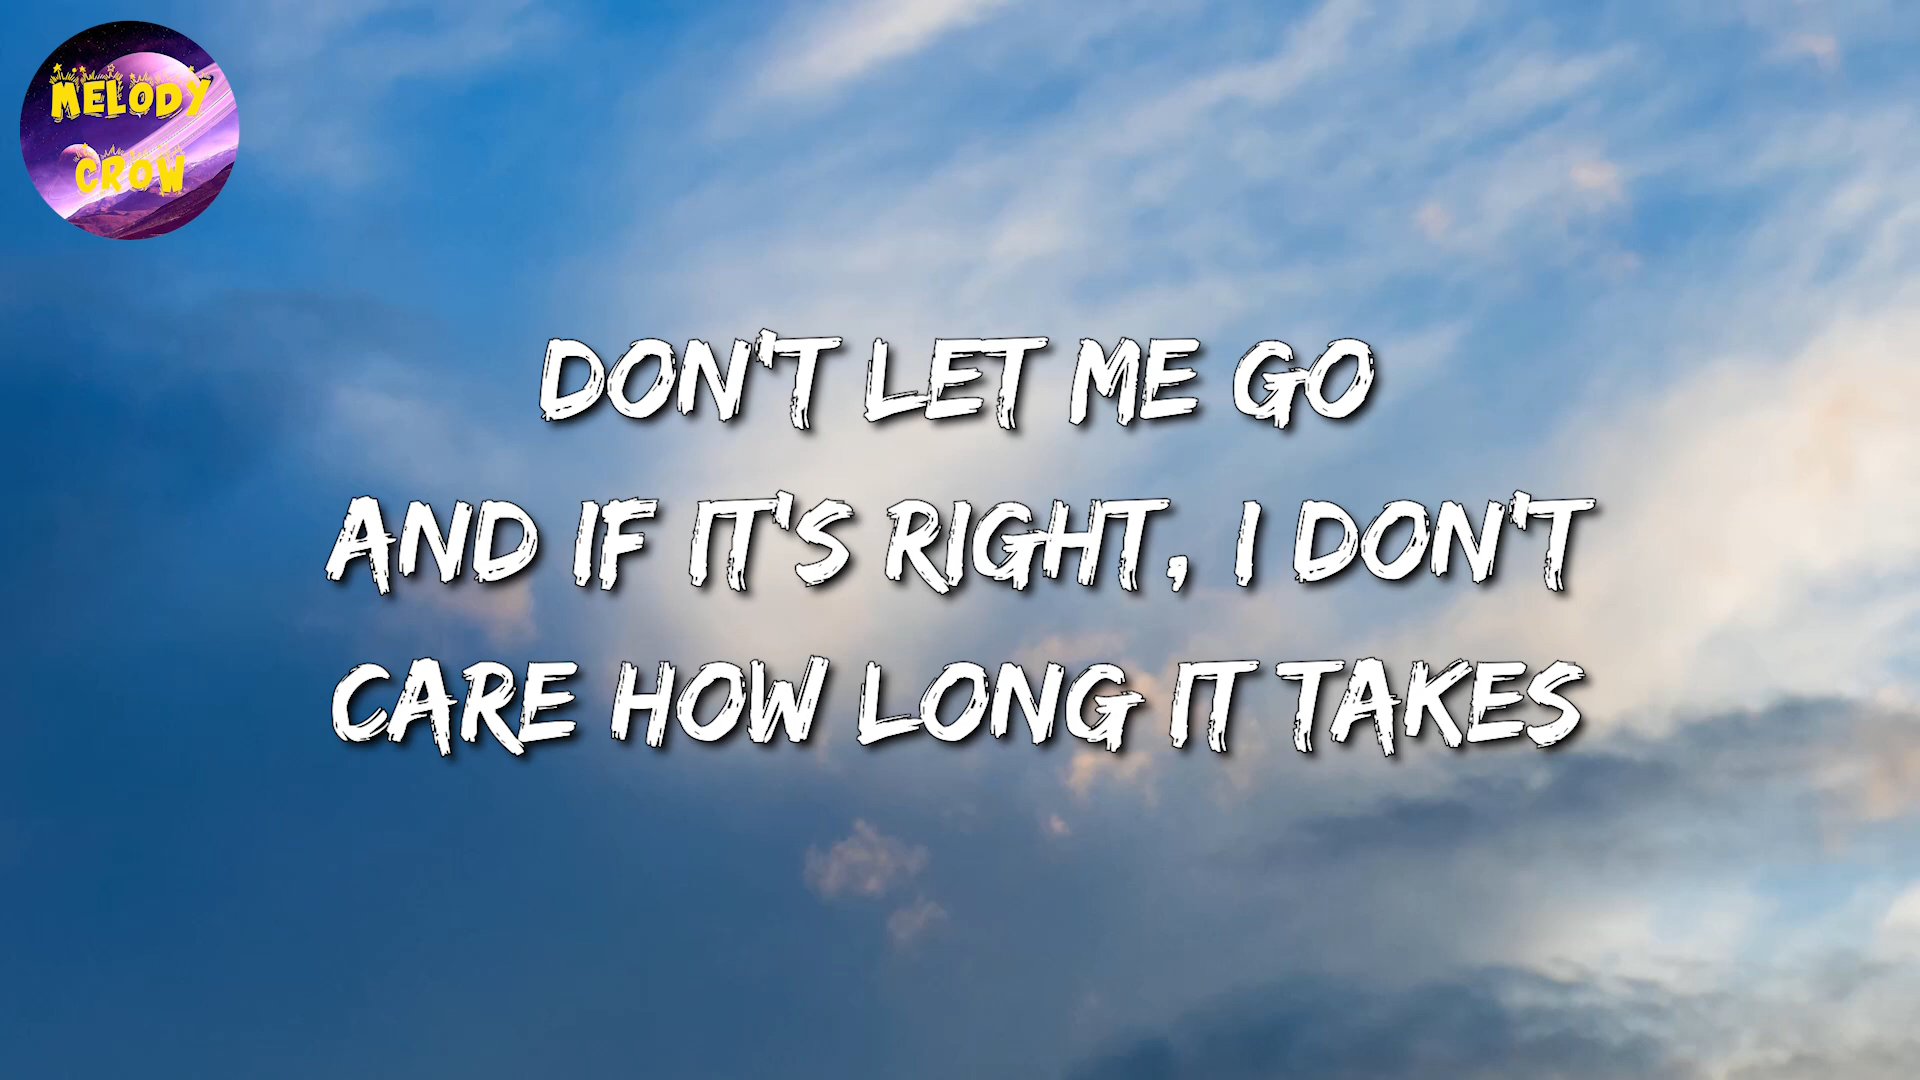 MELODY
CROW
DON'T LET ME GO
AND IF IT'S RIGHT, I DON'T
CARE HOW LONG IT TAKES